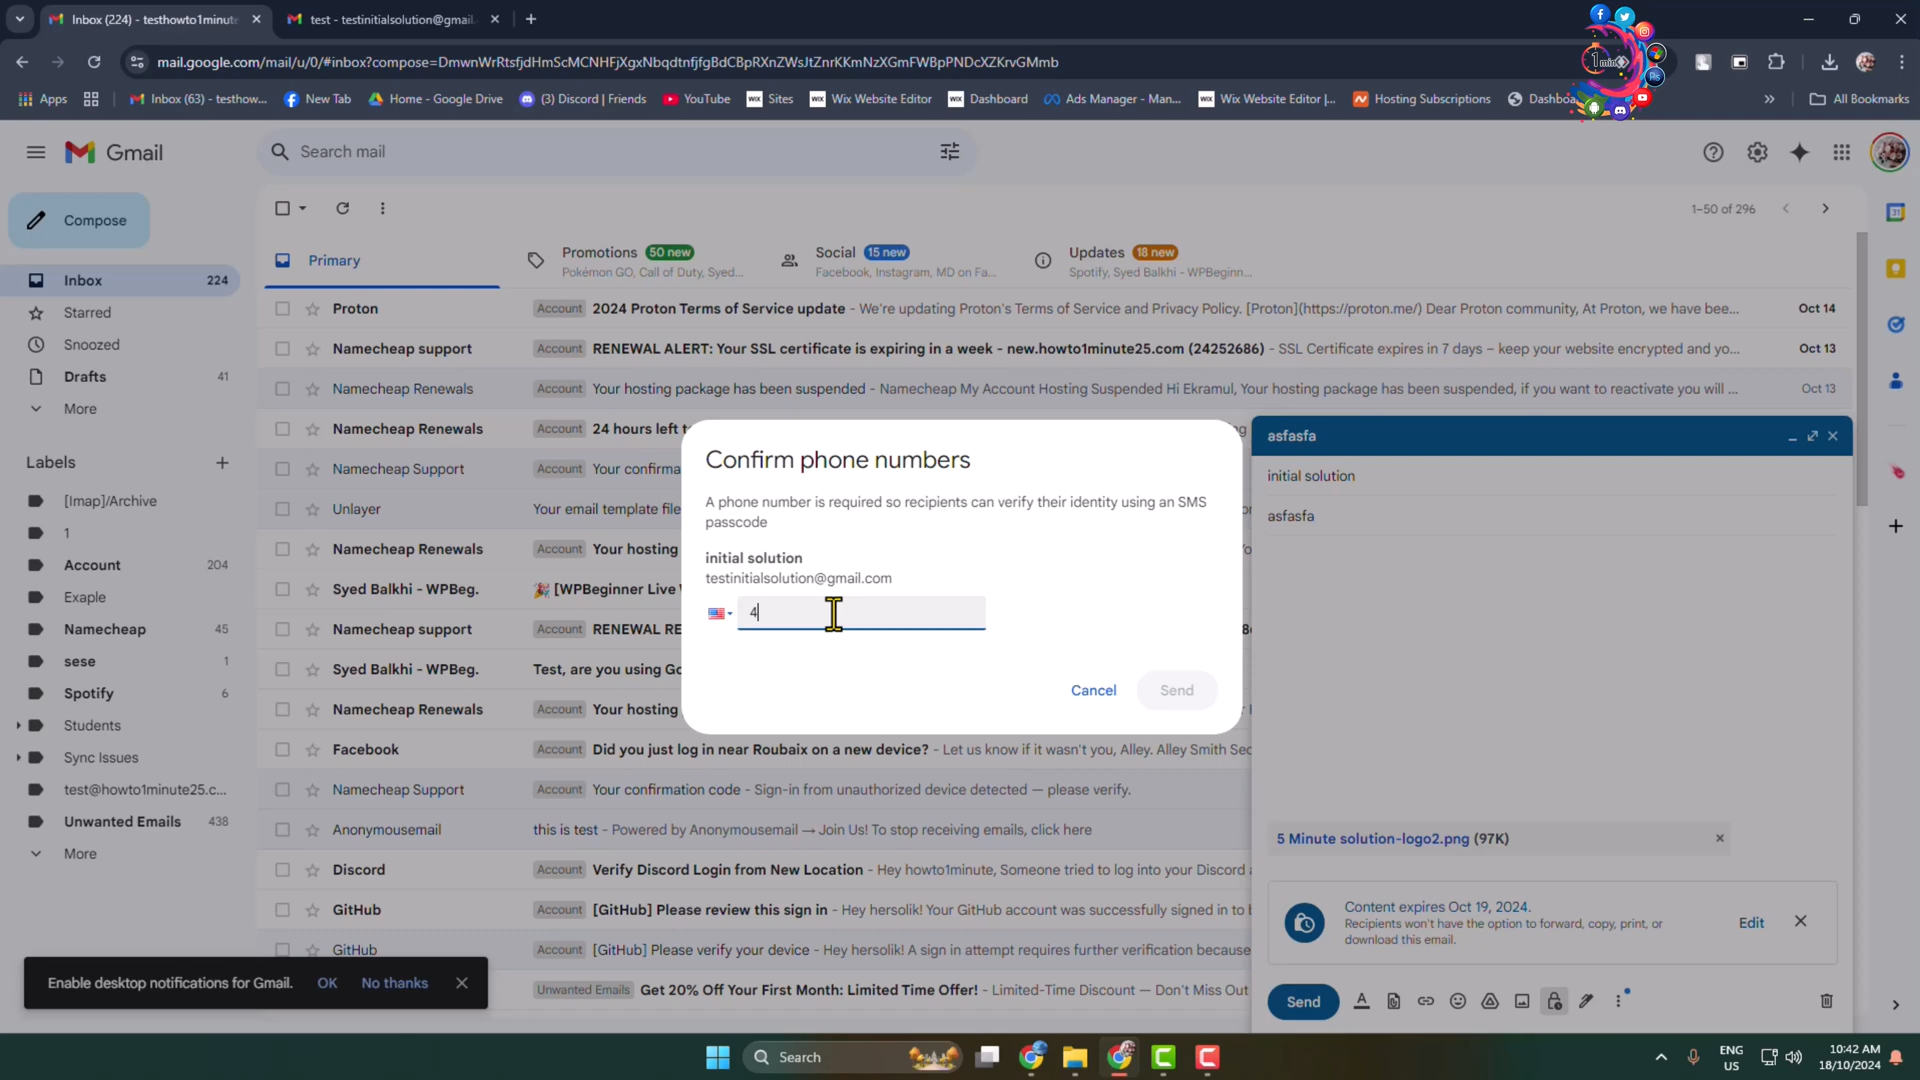 Inbox (224) - testhowto1minute
test - testinitialsolution@gmail.
mail.google.com/mail/u/0/#inbox?compose=DmwnWrRtsfjdHmScMCNHFjXgxNbqdtnfjfgBdCBpRXnZWsJtZnrKKmNzXGmFWBpPNDcXZKrvGMmb
1min
Apps
Inbox (63) - testhow...
New Tab
Home - Google Drive
(3) Discord | Friends
YouTube
WIX Sites
WIX Wix Website Editor
WIX Dashboard
Ads Manager - Man...
WIX Wix Website Editor |...
Hosting Subscriptions
Dashboa
All Bookmarks
Gmail
Search mail
Compose
1–50 of 296
Inbox 224
Starred
Snoozed
Drafts 41
More
Labels
[Imap]/Archive
1
Account 204
Exaple
Namecheap 45
sese 1
Spotify 6
Students
Sync Issues
test@howto1minute25.c...
Unwanted Emails 438
More
Primary
Promotions 50 new
Pokémon GO, Call of Duty, Syed...
Social 15 new
Facebook, Instagram, MD on Fa...
Updates 18 new
Spotify, Syed Balkhi - WPBeginn...
Proton Account 2024 Proton Terms of Service update - We're updating Proton's Terms of Service and Privacy Policy. [Proton](https://proton.me/) Dear Proton community, At Proton, we have bee... Oct 14
Namecheap support Account RENEWAL ALERT: Your SSL certificate is expiring in a week - new.howto1minute25.com (24252686) - SSL Certificate expires in 7 days – keep your website encrypted and yo... Oct 13
Namecheap Renewals Account Your hosting package has been suspended - Namecheap My Account Hosting Suspended Hi Ekramul, Your hosting package has been suspended, if you want to reactivate you will ... Oct 13
Namecheap Renewals Account 24 hours left t
Namecheap Support Account Your confirma
Unlayer Your email template file
Namecheap Renewals Account Your hosting
Syed Balkhi - WPBeg. 🎉 [WPBeginner Live
Namecheap support Account RENEWAL RE
Syed Balkhi - WPBeg. Test, are you using Go
Namecheap Renewals Account Your hosting
Facebook Account Did you just log in near Roubaix on a new device? - Let us know if it wasn't you, Alley. Alley Smith Sec
Namecheap Support Account Your confirmation code - Sign-in from unauthorized device detected — please verify.
Anonymousemail this is test - Powered by Anonymousemail → Join Us! To stop receiving emails, click here
Discord Account Verify Discord Login from New Location - Hey howto1minute, Someone tried to log into your Discord a
GitHub Account [GitHub] Please review this sign in - Hey hersolik! Your GitHub account was successfully signed in to b
GitHub Account [GitHub] Please verify your device - Hey hersolik! A sign in attempt requires further verification because
Unwanted Emails Get 20% Off Your First Month: Limited Time Offer! - Limited-Time Discount — Don't Miss Out
Confirm phone numbers
A phone number is required so recipients can verify their identity using an SMS
passcode
initial solution
testinitialsolution@gmail.com
4
Cancel
Send
asfasfa
initial solution
asfasfa
5 Minute solution-logo2.png (97K)
Content expires Oct 19, 2024.
Recipients won't have the option to forward, copy, print, or
download this email.
Edit
Send
Enable desktop notifications for Gmail. OK No thanks
Search
ENG
US
10:42 AM
18/10/2024